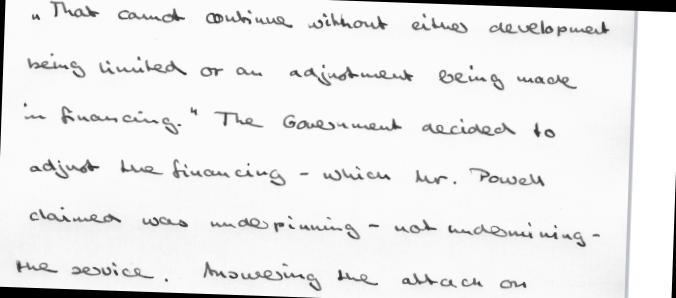 "That cannot continue without either development
being limited or an adjustment being made
in financing." The Government decided to
adjust the financing - which Mr. Powell
claimed was underpinning - not undermining -
the service. Answering the attack on